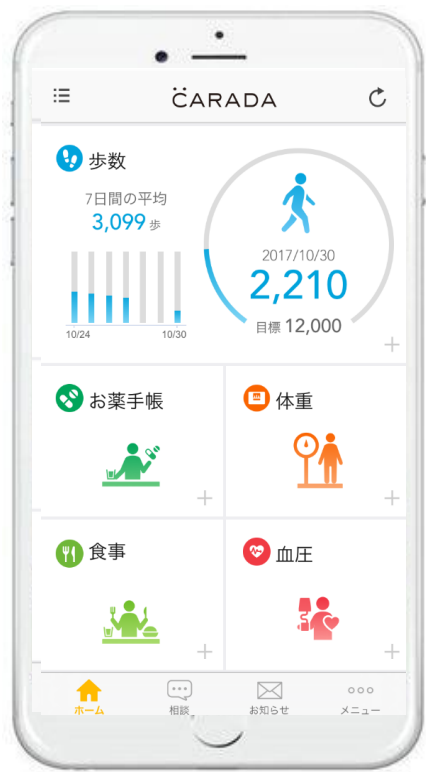 CARADA
歩数
7日間の平均
3,099 歩
10/24
10/30
2017/10/30
2,210
目標 12,000
お薬手帳
体重
食事
血圧
ホーム
相談
お知らせ
メニュー